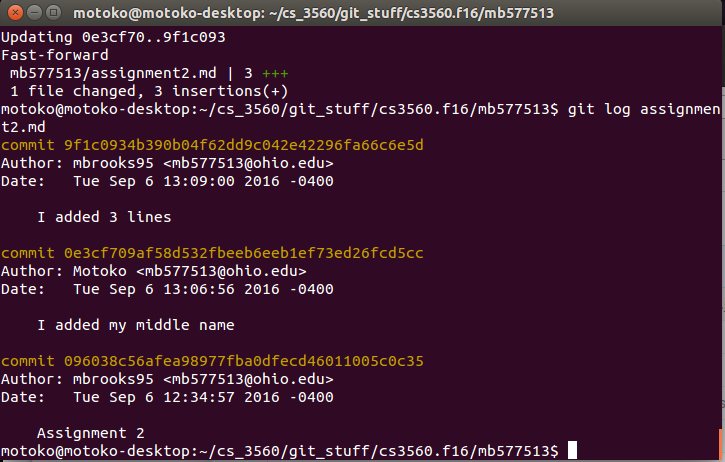 motoko@motoko-desktop: ~/cs_3560/git_stuff/cs3560.f16/mb577513
Updating 0e3cf70..9f1c093
Fast-forward
 mb577513/assignment2.md | 3 +++
 1 file changed, 3 insertions(+)
motoko@motoko-desktop:~/cs_3560/git_stuff/cs3560.f16/mb577513$ git log assignmen
t2.md
commit 9f1c0934b390b04f62dd9c042e42296fa66c6e5d
Author: mbrooks95 <mb577513@ohio.edu>
Date:   Tue Sep 6 13:09:00 2016 -0400

    I added 3 lines

commit 0e3cf709af58d532fbeeb6eeb1ef73ed26fcd5cc
Author: Motoko <mb577513@ohio.edu>
Date:   Tue Sep 6 13:06:56 2016 -0400

    I added my middle name

commit 096038c56afea98977fba0dfecd46011005c0c35
Author: mbrooks95 <mb577513@ohio.edu>
Date:   Tue Sep 6 12:34:57 2016 -0400

    Assignment 2
motoko@motoko-desktop:~/cs_3560/git_stuff/cs3560.f16/mb577513$